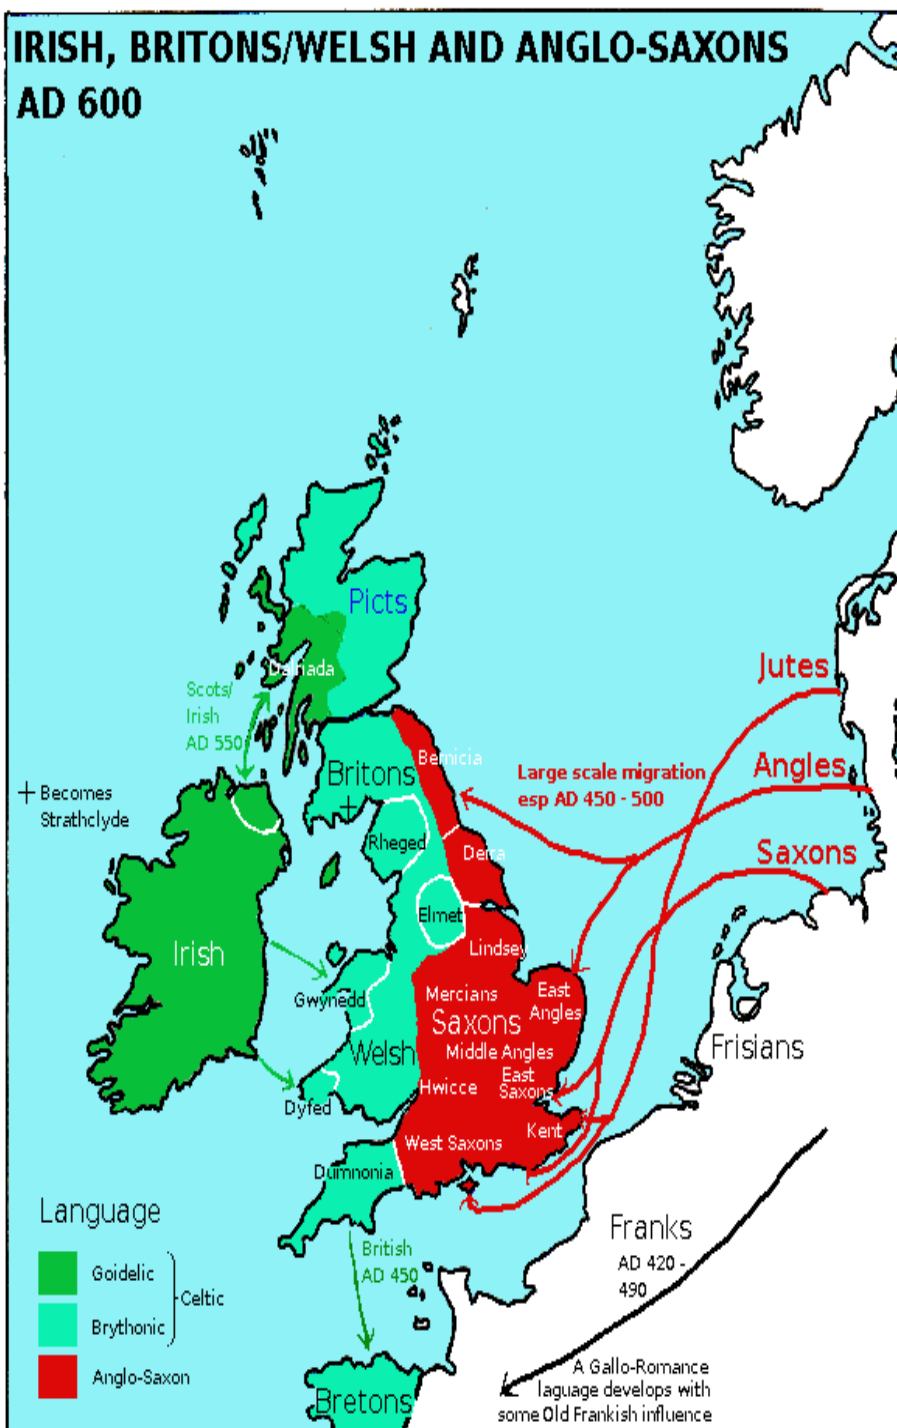 IRISH, BRITONS/WELSH AND ANGLO-SAXONS
AD 600
Picts
Dalriada
Scots/
Irish
AD 550
Jutes
Angles
Saxons
Bernicia
Large scale migration
esp AD 450 - 500
Britons
+
+ Becomes
Strathclyde
Rheged
Deira
Elmet
Irish
Lindsey
Gwynedd
Mercians
East
Angles
Saxons
Middle Angles
Welsh
East
Saxons
Hwicce
Frisians
Dyfed
Kent
West Saxons
Dumnonia
Language
Goidelic
Celtic
Brythonic
Anglo-Saxon
British
AD 450
Franks
AD 420 -
490
A Gallo-Romance
laguage develops with
some Old Frankish influence
Bretons